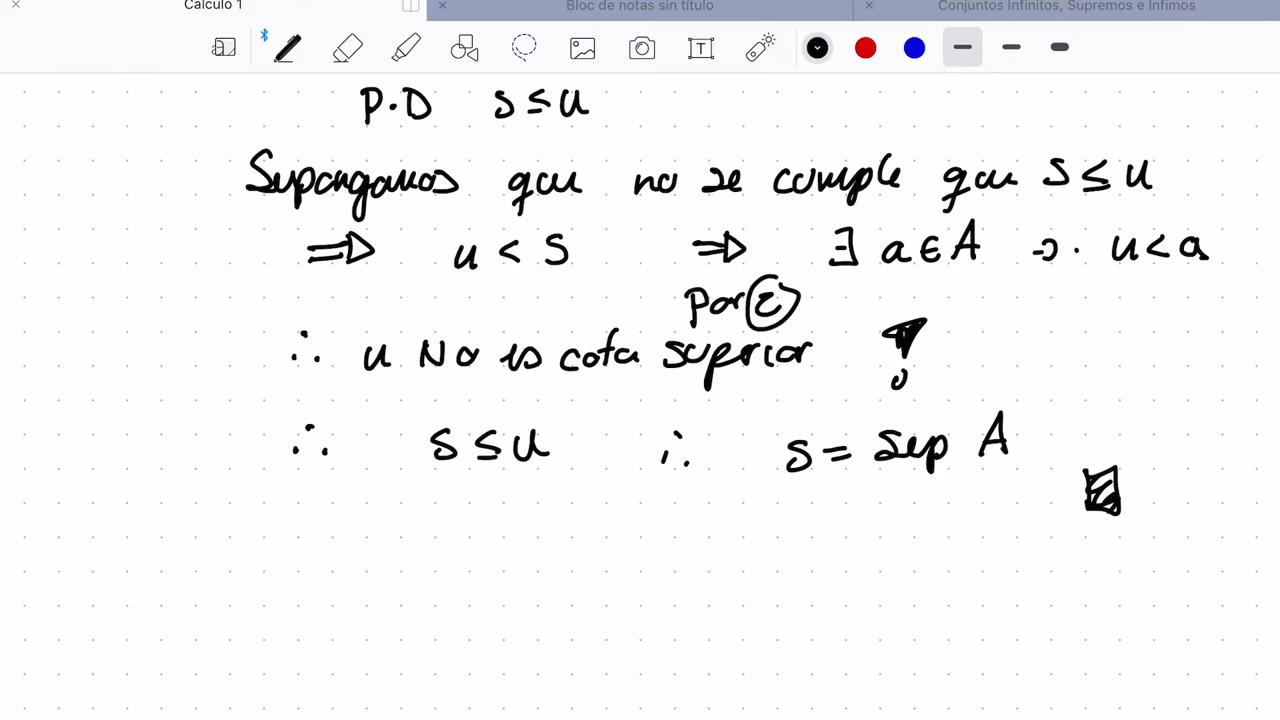 Calculo 1 Bloc de notas sin título Conjuntos Infinitos, Supremos e Infimos
P.D s ≤ u
Supongamos que no se cumple que s ≤ u
⇒ u < s ⇒ ∃ a ∈ A ->. u < a
por ②
∴ u No es cota superior
∴ s ≤ u ∴ s = sup A